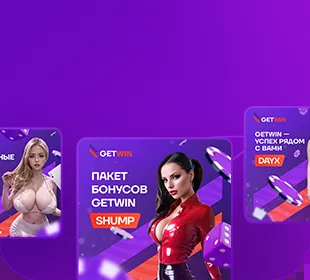 НЫЕ
GETWIN
ПАКЕТ
БОНУСОВ
GETWIN
SHUMP
GETWIN
GETWIN —
УСПЕХ РЯДОМ
С ВАМИ
DAYX